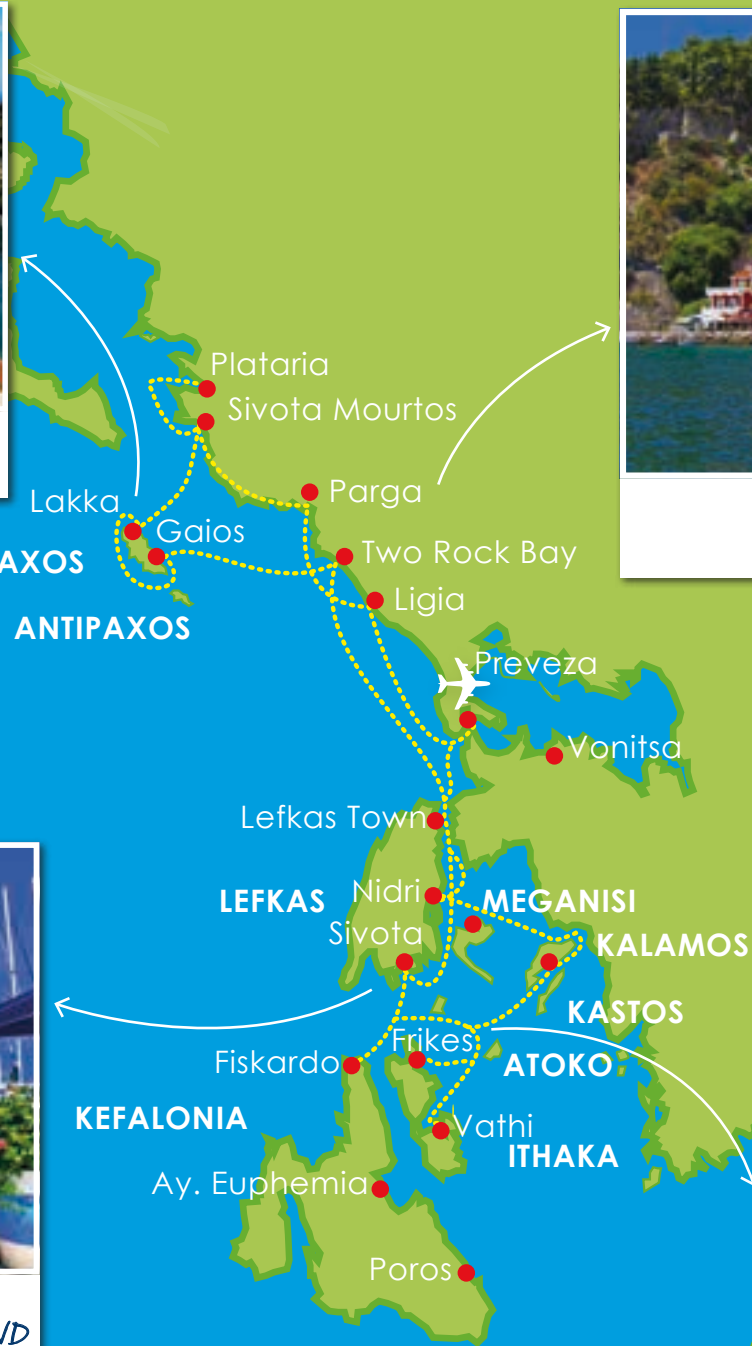 Plataria
Sivota Mourtos
Parga
Lakka
Gaios
AXOS
Two Rock Bay
ANTIPAXOS
Ligia
Preveza
Vonitsa
Lefkas Town
LEFKAS
Nidri
MEGANISI
Sivota
KALAMOS
KASTOS
Frikes
Fiskardo
ATOKO
KEFALONIA
Vathi
ITHAKA
Ay. Euphemia
Poros
ND